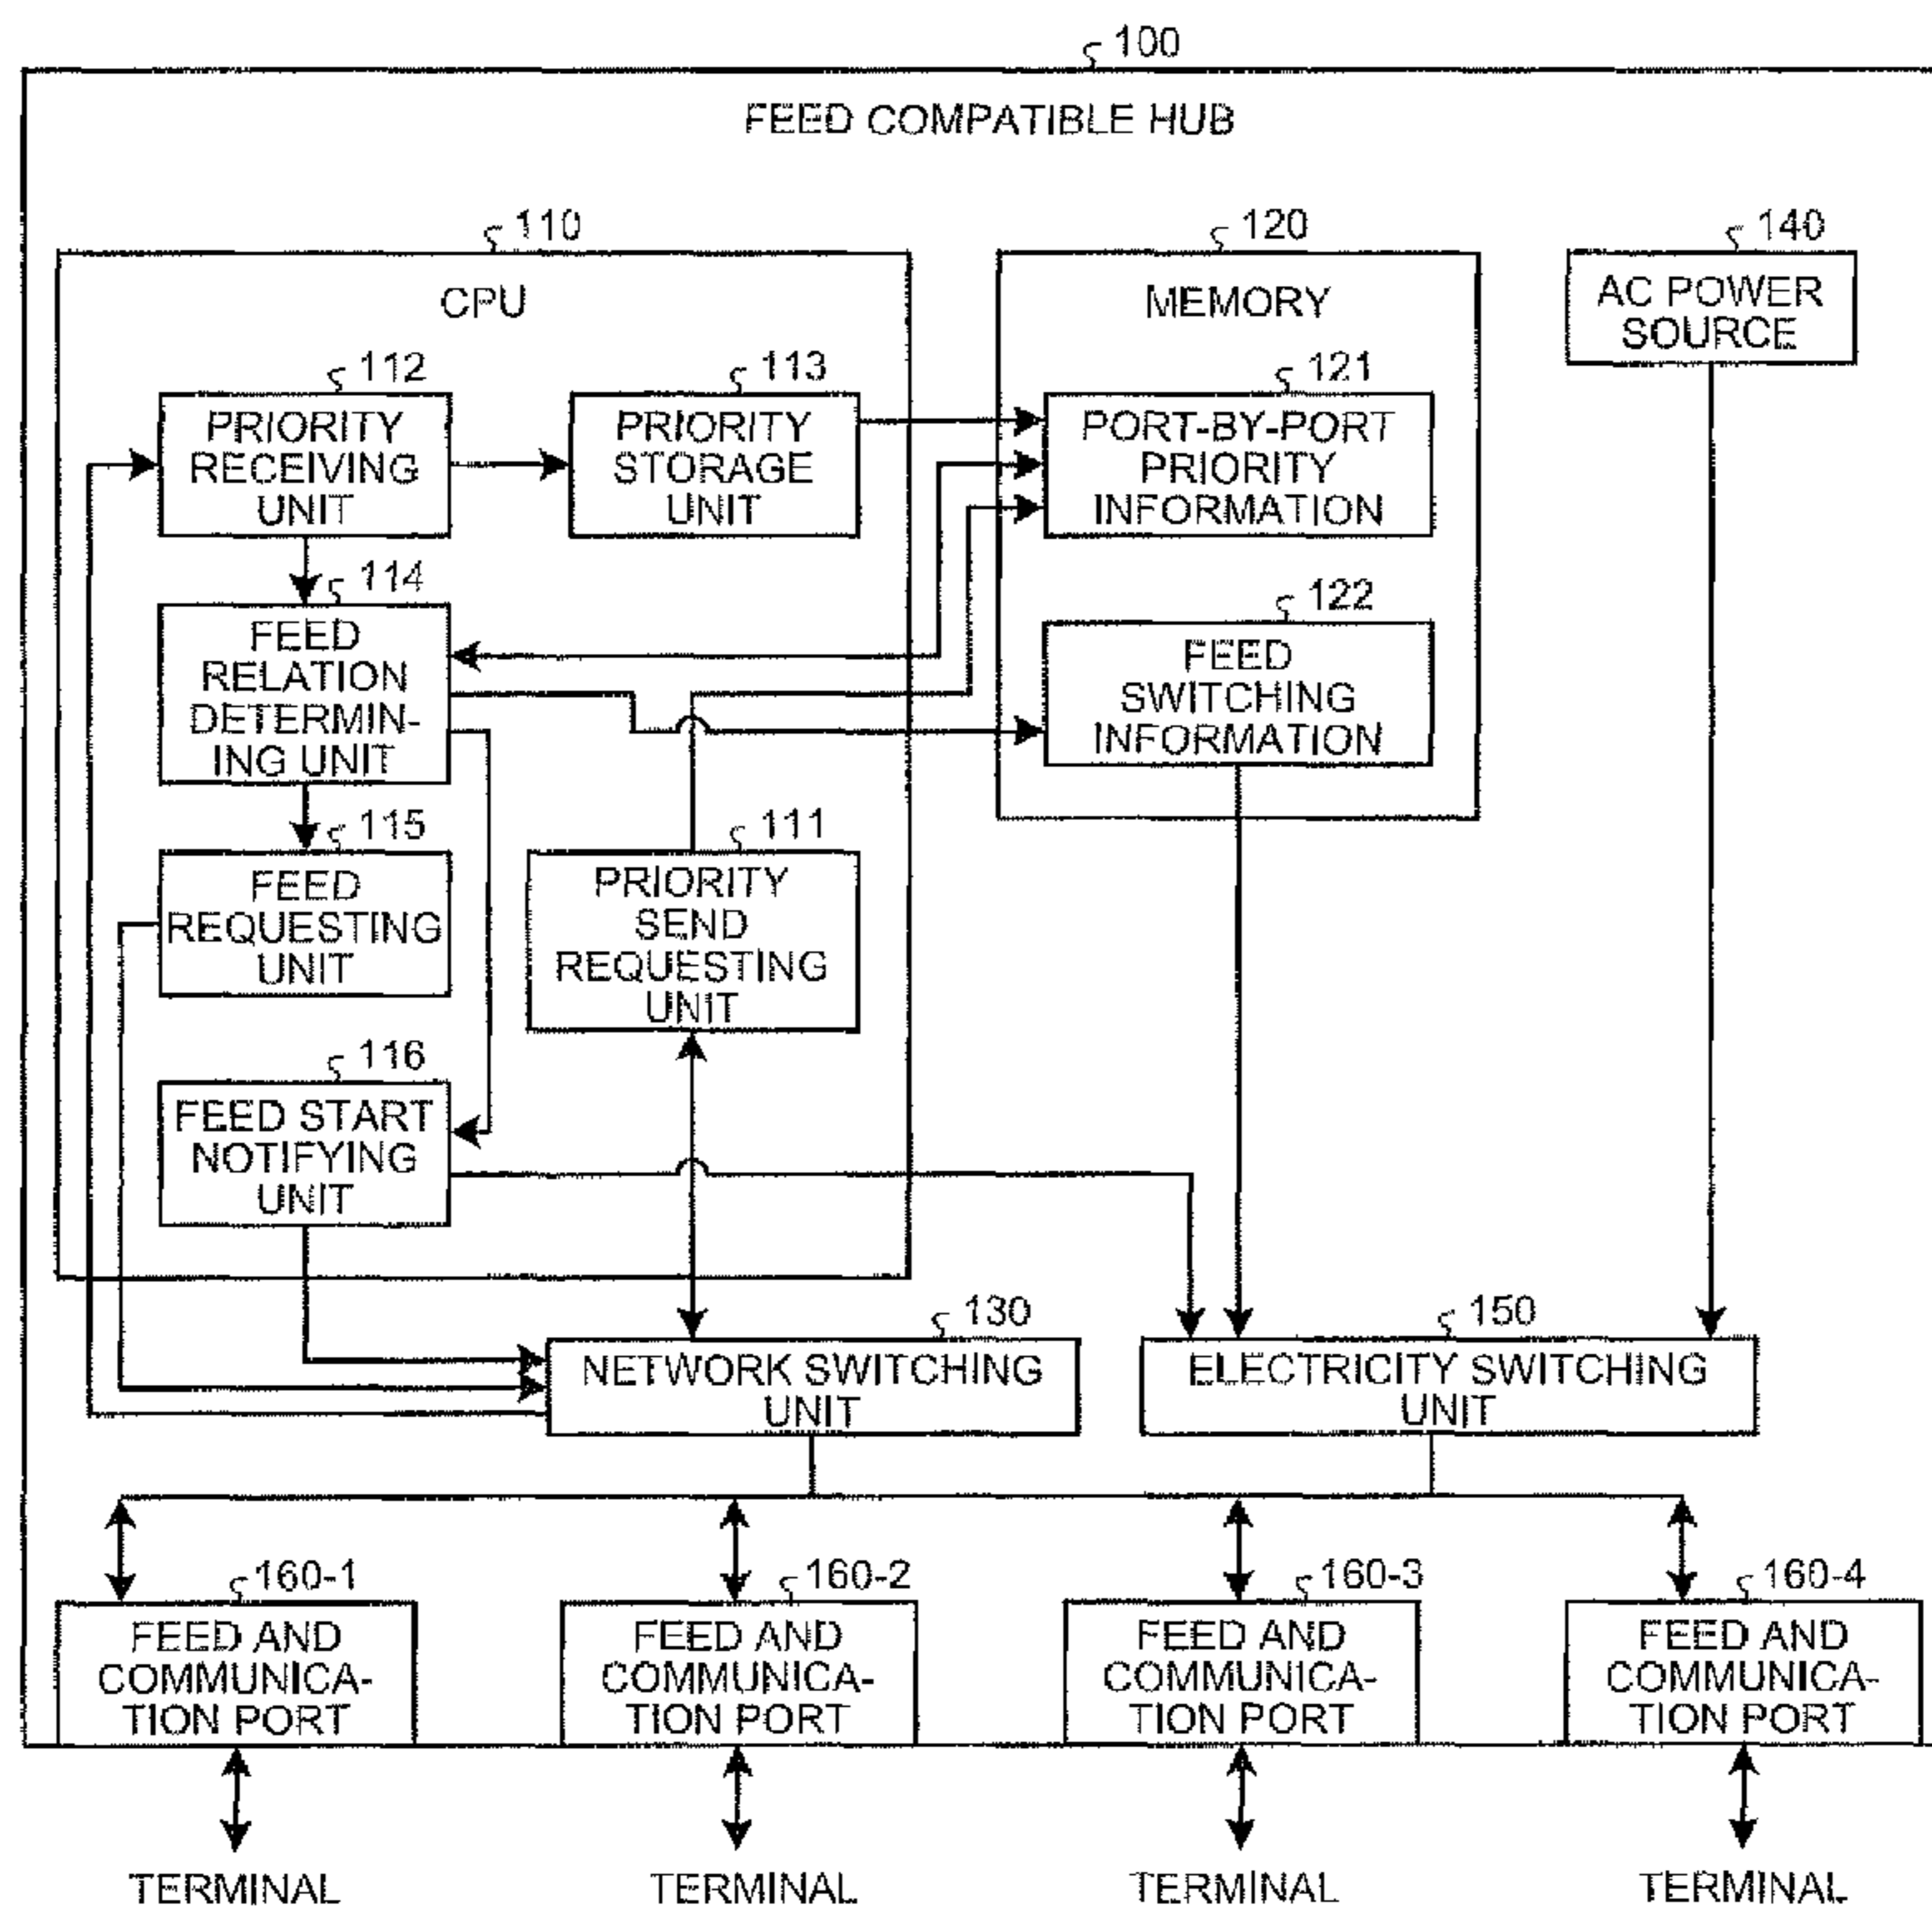 100
FEED COMPATIBLE HUB
110
CPU
120
MEMORY
140
AC POWER
SOURCE
112
PRIORITY
RECEIVING
UNIT
113
PRIORITY
STORAGE
UNIT
121
PORT-BY-PORT
PRIORITY
INFORMATION
114
FEED
RELATION
DETERMIN-
ING UNIT
122
FEED
SWITCHING
INFORMATION
115
FEED
REQUESTING
UNIT
111
PRIORITY
SEND
REQUESTING
UNIT
116
FEED START
NOTIFYING
UNIT
130
NETWORK SWITCHING
UNIT
150
ELECTRICITY SWITCHING
UNIT
160-1
FEED AND
COMMUNICA-
TION PORT
160-2
FEED AND
COMMUNICA-
TION PORT
160-3
FEED AND
COMMUNICA-
TION PORT
160-4
FEED AND
COMMUNICA-
TION PORT
TERMINAL
TERMINAL
TERMINAL
TERMINAL